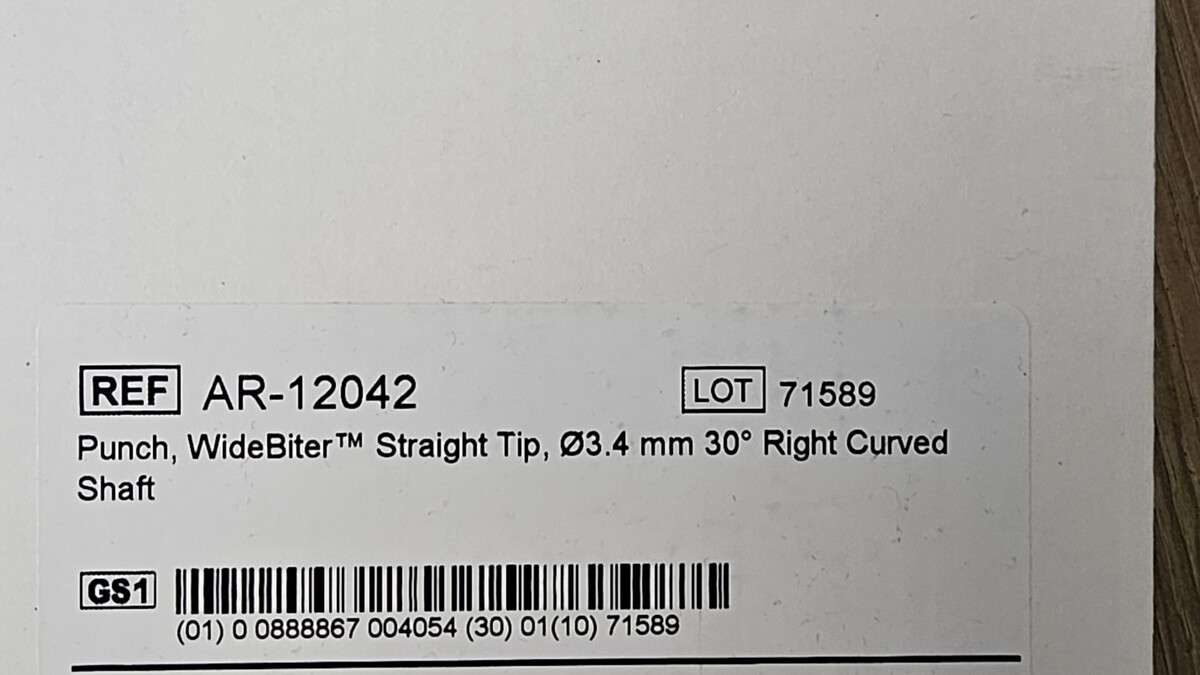 REF AR-12042 LOT 71589
Punch, WideBiter™ Straight Tip, Ø3.4 mm 30° Right Curved
Shaft
GS1
(01) 0 0888867 004054 (30) 01(10) 71589